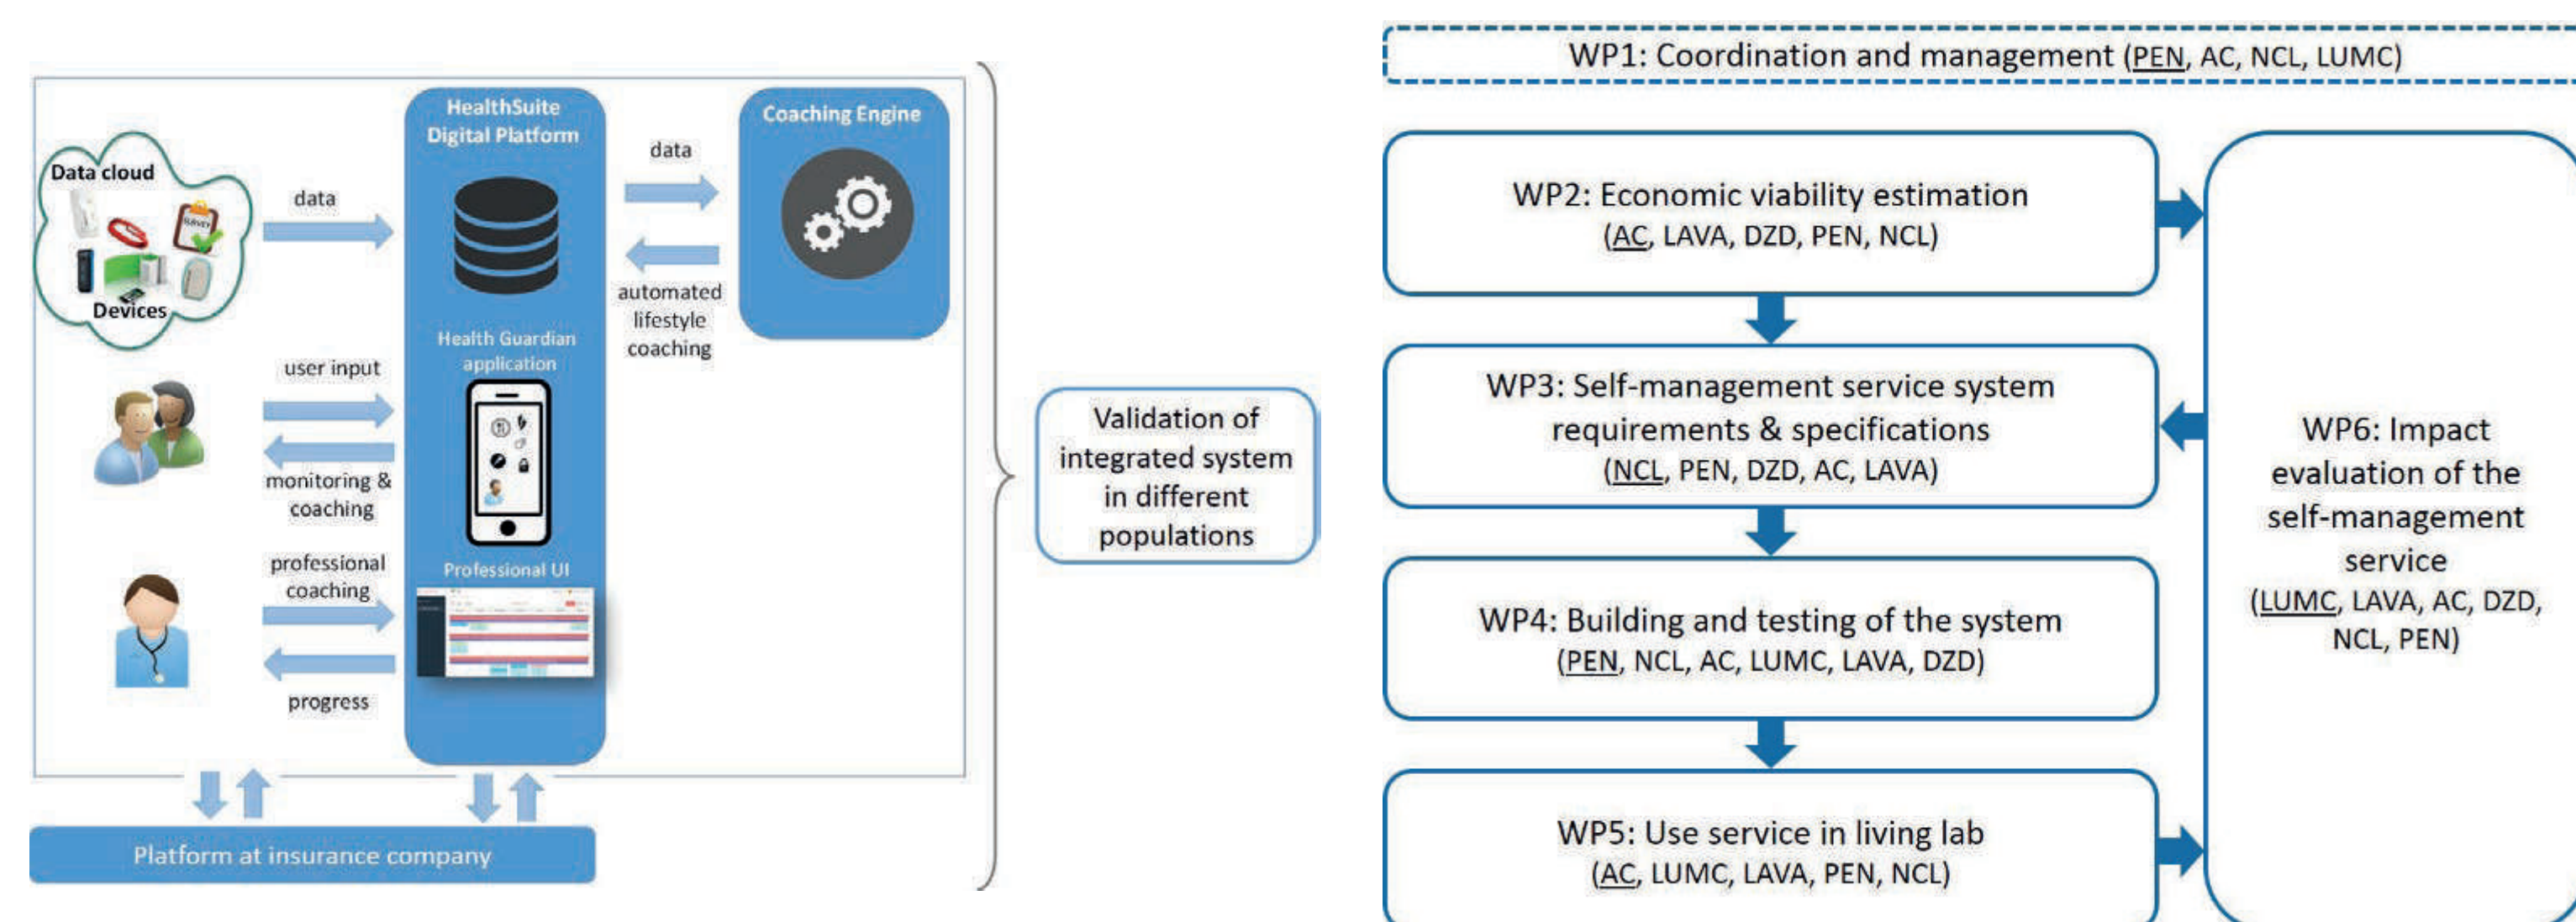 HealthSuite
Digital Platform
Coaching Engine
Data cloud
SURVEY
Devices
data
data
automated
lifestyle
coaching
Health Guardian
application
user input
monitoring &
coaching
professional
coaching
Professional UI
progress
Platform at insurance company
Validation of
integrated system
in different
populations
WP1: Coordination and management (PEN, AC, NCL, LUMC)
WP2: Economic viability estimation
(AC, LAVA, DZD, PEN, NCL)
WP3: Self-management service system
requirements & specifications
(NCL, PEN, DZD, AC, LAVA)
WP4: Building and testing of the system
(PEN, NCL, AC, LUMC, LAVA, DZD)
WP5: Use service in living lab
(AC, LUMC, LAVA, PEN, NCL)
WP6: Impact
evaluation of the
self-management
service
(LUMC, LAVA, AC, DZD,
NCL, PEN)